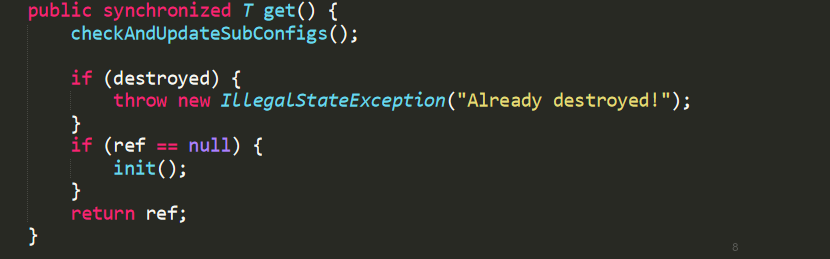 public synchronized T get() {
    checkAndUpdateSubConfigs();

    if (destroyed) {
        throw new IllegalStateException("Already destroyed!");
    }
    if (ref == null) {
        init();
    }
    return ref;
}
8